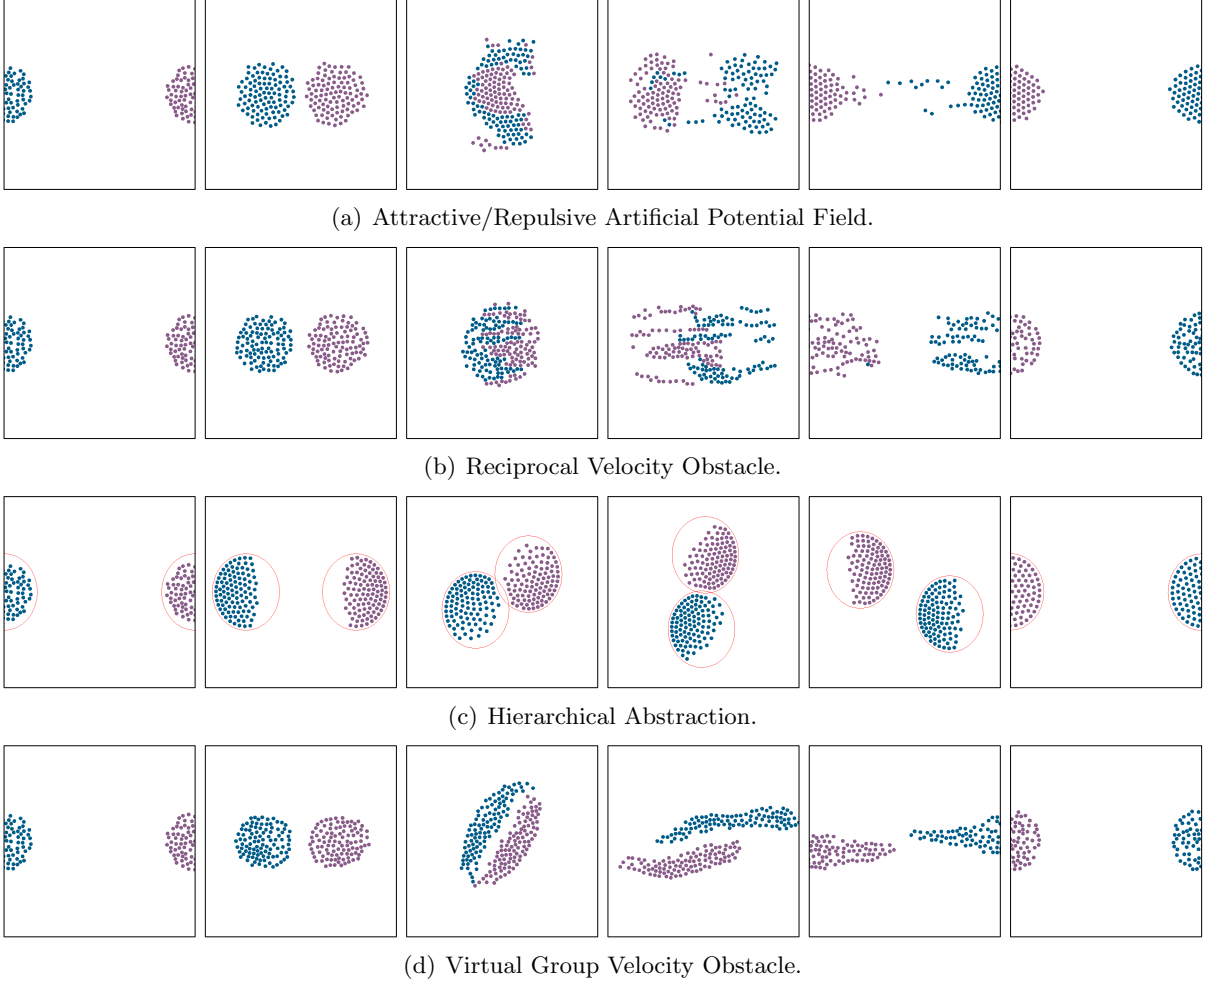 (a) Attractive/Repulsive Artificial Potential Field.
(b) Reciprocal Velocity Obstacle.
(c) Hierarchical Abstraction.
(d) Virtual Group Velocity Obstacle.